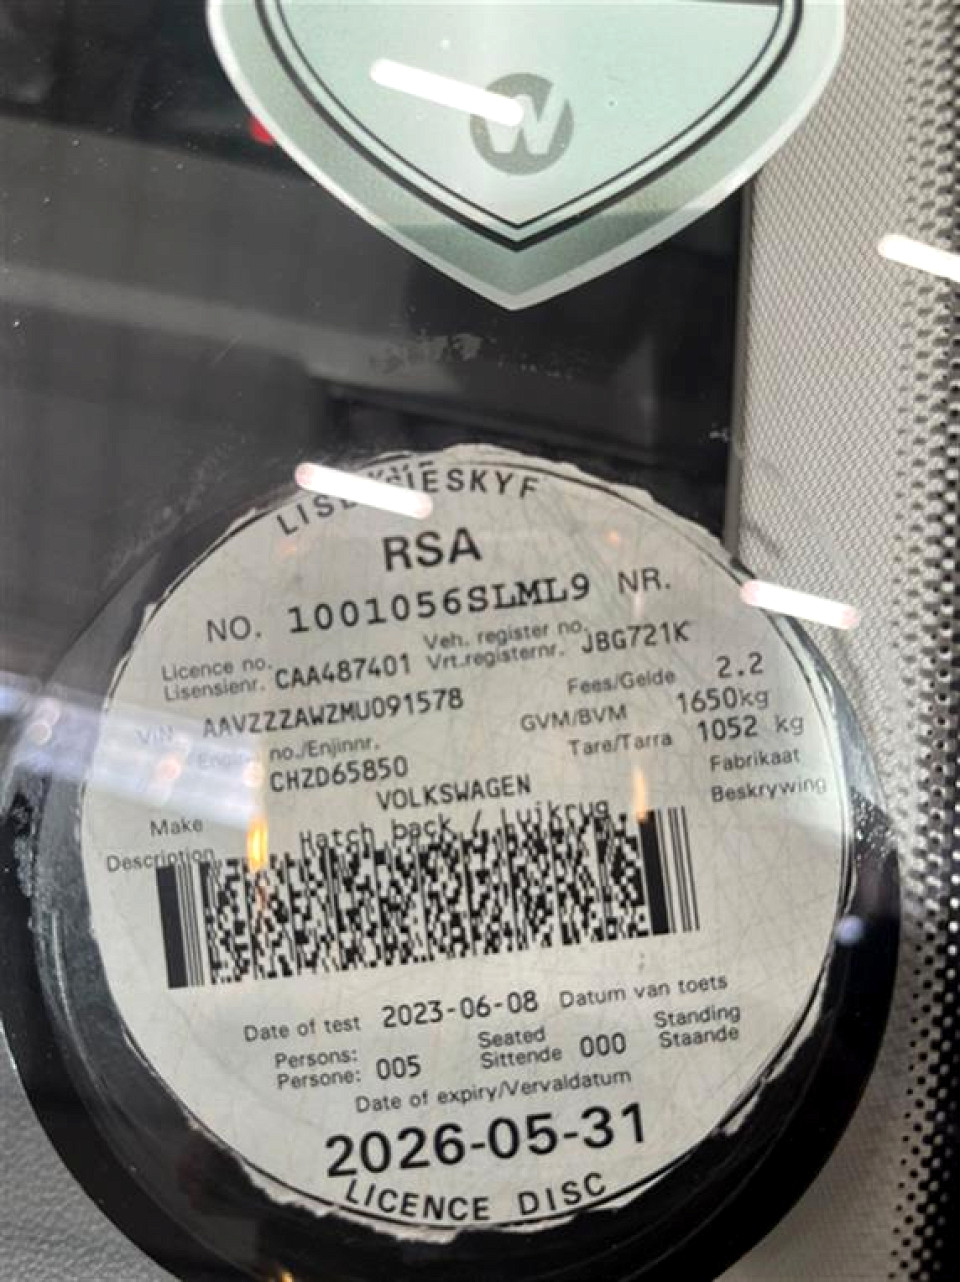 W
LISENSIESKYF
RSA
NO. 1001056SLML9 NR.
Licence no. Veh. register no.
Lisensienr. CAA487401 Vrt.registernr. JBG721K
VIN AAVZZZAWZMU091578 Fees/Gelde 2.2
Engine no./Enjinnr. GVM/BVM 1650kg
CHZD65850 Tare/Tarra 1052 kg
Make VOLKSWAGEN Fabrikaat
Description Hatch back / Luikrug Beskrywing
Date of test 2023-06-08 Datum van toets
Persons: Seated Standing
Persone: 005 Sittende 000 Staande
Date of expiry/Vervaldatum
2026-05-31
LICENCE DISC